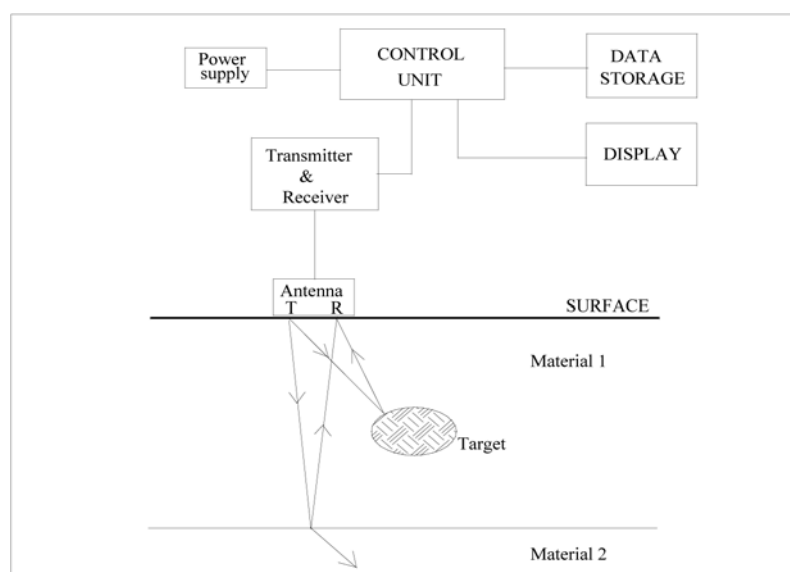 Power
supply
CONTROL
UNIT
DATA
STORAGE
DISPLAY
Transmitter
&
Receiver
Antenna
T R
SURFACE
Material 1
Target
Material 2